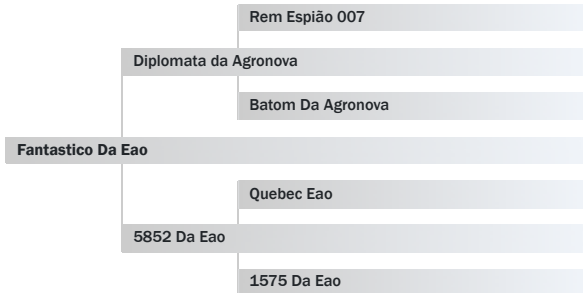 Rem Espião 007
Diplomata da Agronova
Batom Da Agronova
Fantastico Da Eao
Quebec Eao
5852 Da Eao
1575 Da Eao